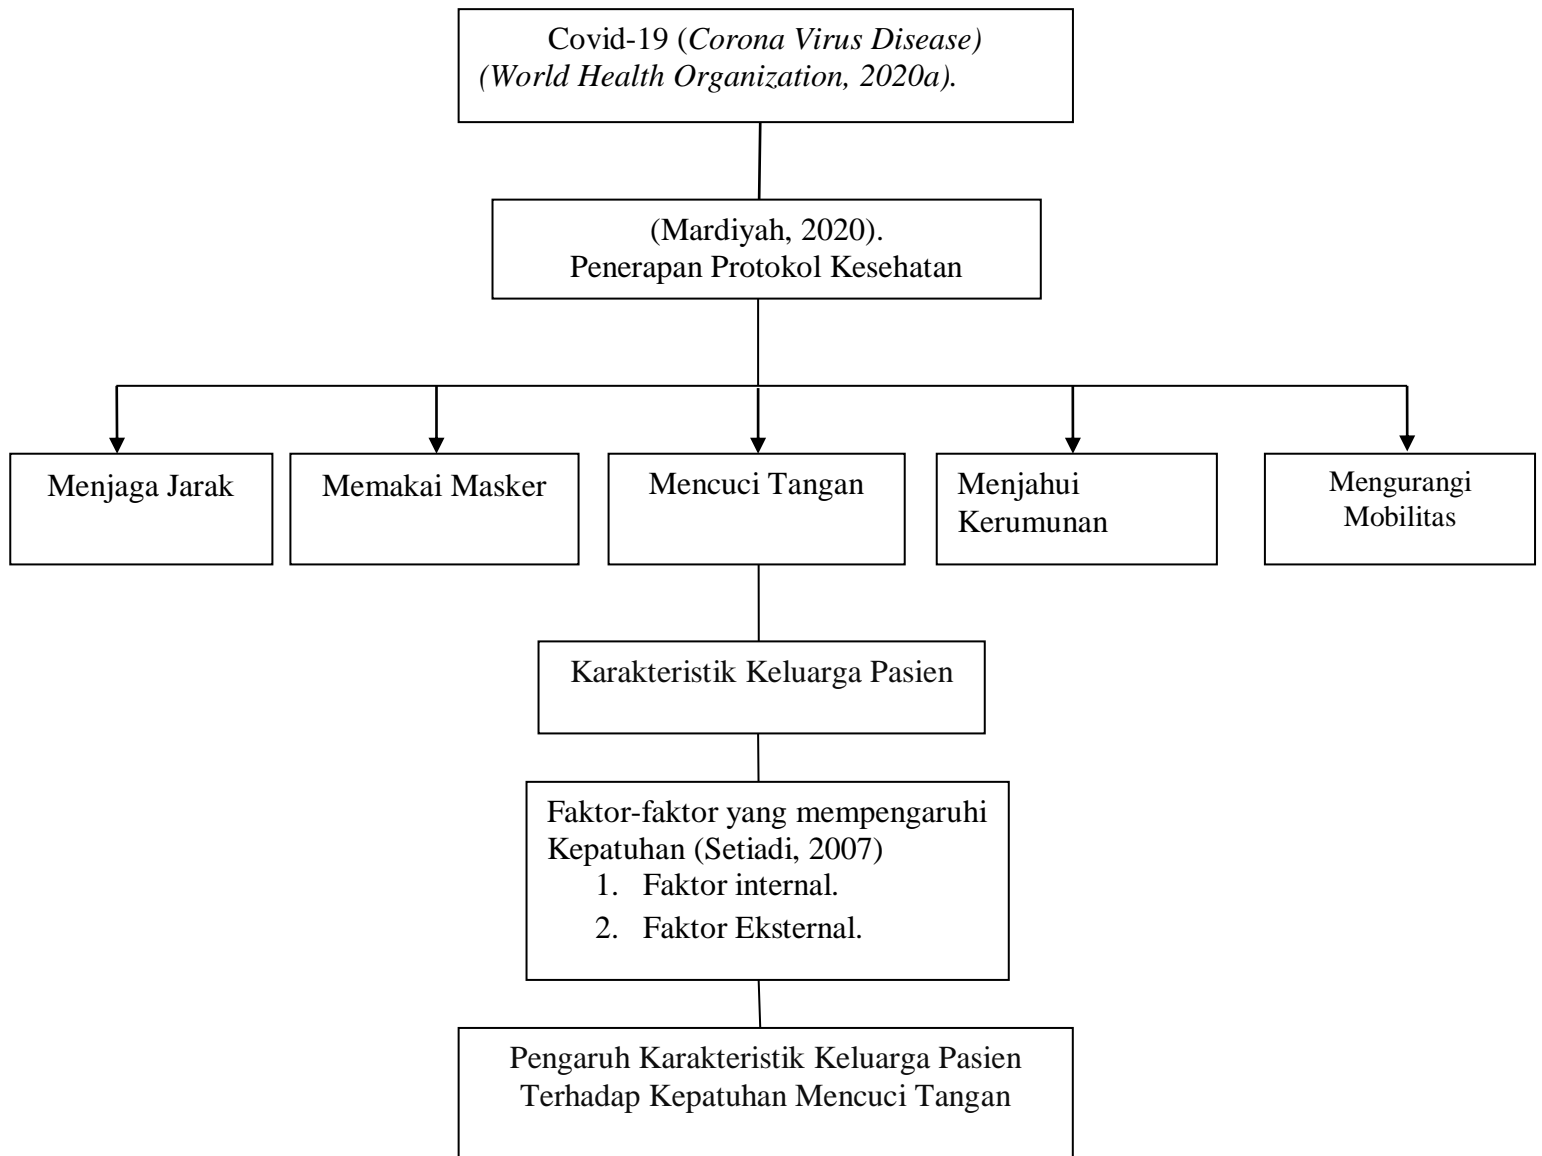 Covid-19 (Corona Virus Disease)
(World Health Organization, 2020a).
(Mardiyah, 2020).
Penerapan Protokol Kesehatan
Menjaga Jarak
Memakai Masker
Mencuci Tangan
Menjahui
Kerumunan
Mengurangi
Mobilitas
Karakteristik Keluarga Pasien
Faktor-faktor yang mempengaruhi
Kepatuhan (Setiadi, 2007)
1. Faktor internal.
2. Faktor Eksternal.
Pengaruh Karakteristik Keluarga Pasien
Terhadap Kepatuhan Mencuci Tangan